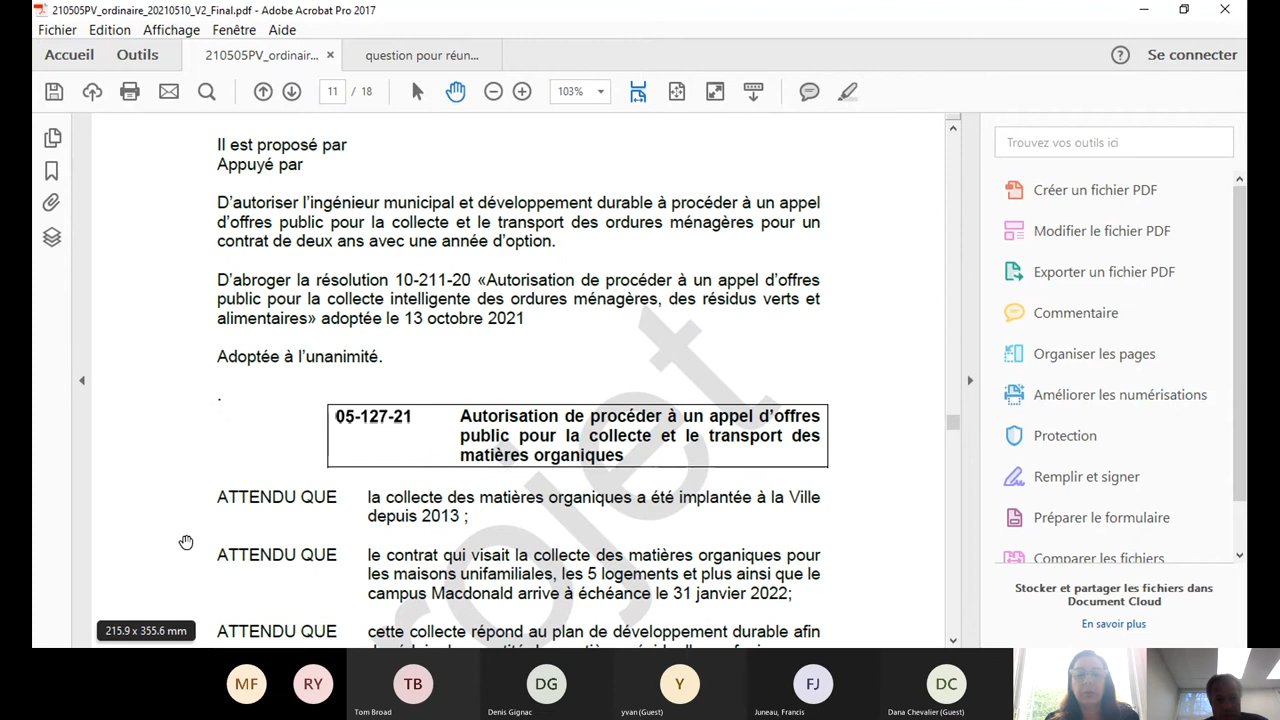 210505PV_ordinaire_20210510_V2_Final.pdf - Adobe Acrobat Pro 2017
Fichier Edition Affichage Fenêtre Aide
Accueil Outils 210505PV_ordinair... × question pour réun... Se connecter
11 / 18 103%
Il est proposé par
Appuyé par
D'autoriser l'ingénieur municipal et développement durable à procéder à un appel
d'offres public pour la collecte et le transport des ordures ménagères pour un
contrat de deux ans avec une année d'option.
D'abroger la résolution 10-211-20 «Autorisation de procéder à un appel d'offres
public pour la collecte intelligente des ordures ménagères, des résidus verts et
alimentaires» adoptée le 13 octobre 2021
Adoptée à l'unanimité.
.
05-127-21 Autorisation de procéder à un appel d'offres
public pour la collecte et le transport des
matières organiques
ATTENDU QUE la collecte des matières organiques a été implantée à la Ville
depuis 2013 ;
ATTENDU QUE le contrat qui visait la collecte des matières organiques pour
les maisons unifamiliales, les 5 logements et plus ainsi que le
campus Macdonald arrive à échéance le 31 janvier 2022;
ATTENDU QUE cette collecte répond au plan de développement durable afin
rojet
215.9 x 355.6 mm
Trouvez vos outils ici
Créer un fichier PDF
Modifier le fichier PDF
Exporter un fichier PDF
Commentaire
Organiser les pages
Améliorer les numérisations
Protection
Remplir et signer
Préparer le formulaire
Comparer les fichiers
Stocker et partager les fichiers dans
Document Cloud
En savoir plus
MF RY TB DG Y FJ DC
Tom Broad Denis Gignac yvan (Guest) Juneau, Francis Dana Chevalier (Guest)